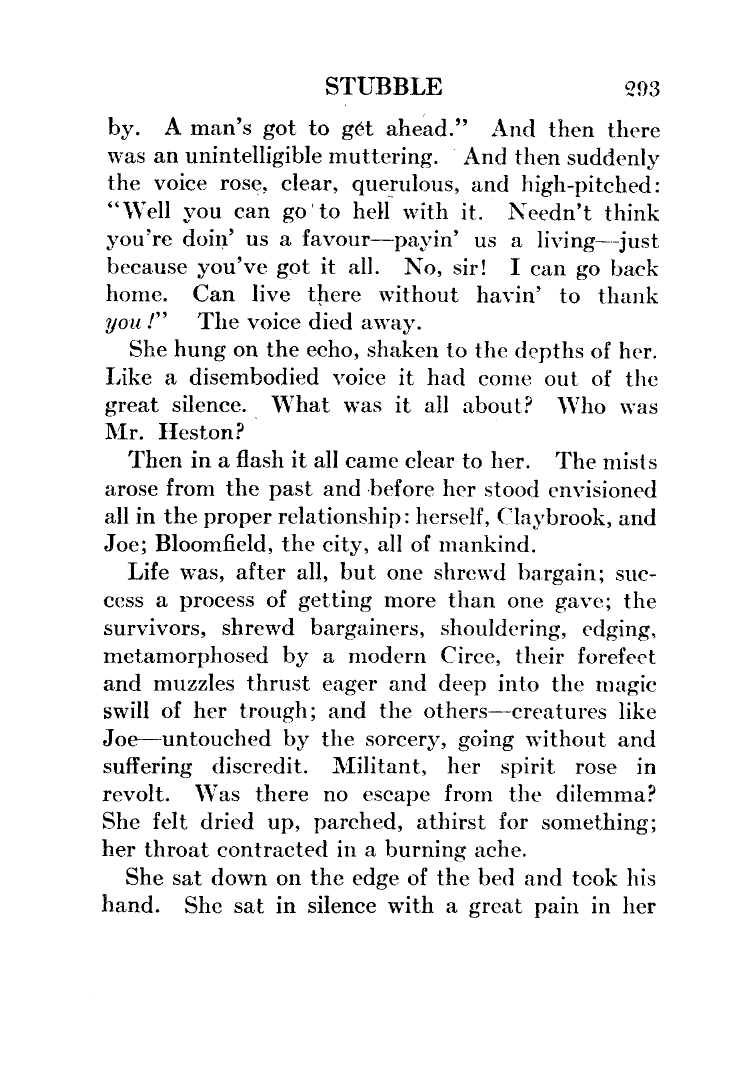 STUBBLE 293
by. A man's got to get ahead." And then there
was an unintelligible muttering. And then suddenly
the voice rose, clear, querulous, and high-pitched:
"Well you can go to hell with it. Needn't think
you're doin' us a favour—payin' us a living—just
because you've got it all. No, sir! I can go back
home. Can live there without havin' to thank
you!" The voice died away.
She hung on the echo, shaken to the depths of her.
Like a disembodied voice it had come out of the
great silence. What was it all about? Who was
Mr. Heston?
Then in a flash it all came clear to her. The mists
arose from the past and before her stood envisioned
all in the proper relationship: herself, Claybrook, and
Joe; Bloomfield, the city, all of mankind.
Life was, after all, but one shrewd bargain; suc-
cess a process of getting more than one gave; the
survivors, shrewd bargainers, shouldering, edging,
metamorphosed by a modern Circe, their forefeet
and muzzles thrust eager and deep into the magic
swill of her trough; and the others—creatures like
Joe—untouched by the sorcery, going without and
suffering discredit. Militant, her spirit rose in
revolt. Was there no escape from the dilemma?
She felt dried up, parched, athirst for something;
her throat contracted in a burning ache.
She sat down on the edge of the bed and took his
hand. She sat in silence with a great pain in her